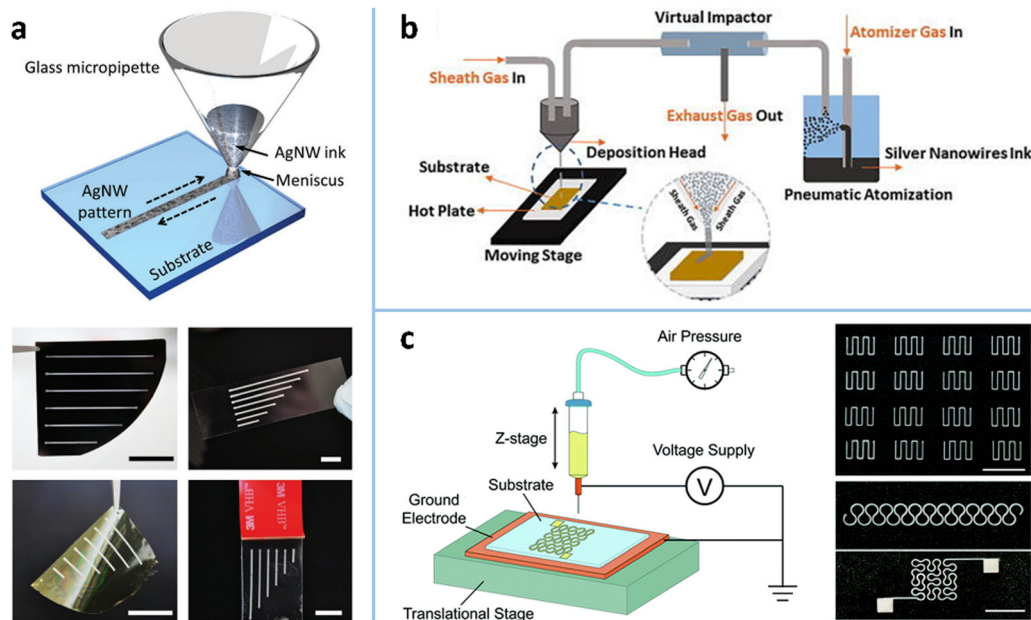 a
Glass micropipette
AgNW ink
Meniscus
AgNW
pattern
Substrate
3M VHB™
3M
b
Virtual Impactor
Atomizer Gas In
Sheath Gas In
Exhaust Gas Out
Deposition Head
Substrate
Hot Plate
Moving Stage
Sheath Gas
Sheath Gas
Silver Nanowires Ink
Pneumatic Atomization
c
Air Pressure
Z-stage
Voltage Supply
V
Substrate
Ground
Electrode
Translational Stage